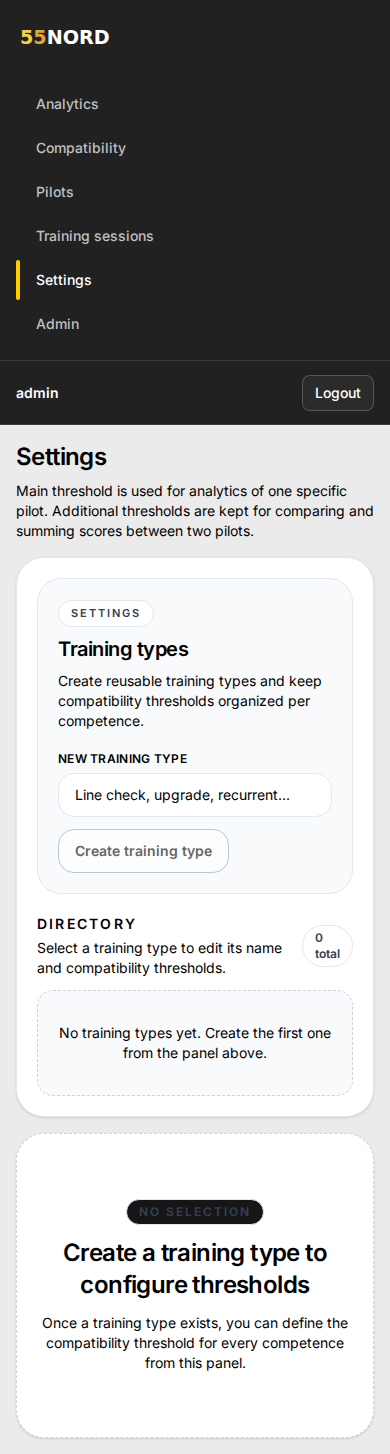 55NORD
Analytics
Compatibility
Pilots
Training sessions
Settings
Admin
admin
Logout
Settings
Main threshold is used for analytics of one specific
pilot. Additional thresholds are kept for comparing and
summing scores between two pilots.
SETTINGS
Training types
Create reusable training types and keep
compatibility thresholds organized per
competence.
NEW TRAINING TYPE
Line check, upgrade, recurrent...
Create training type
DIRECTORY
Select a training type to edit its name
and compatibility thresholds.
0
total
No training types yet. Create the first one
from the panel above.
NO SELECTION
Create a training type to
configure thresholds
Once a training type exists, you can define the
compatibility threshold for every competence
from this panel.